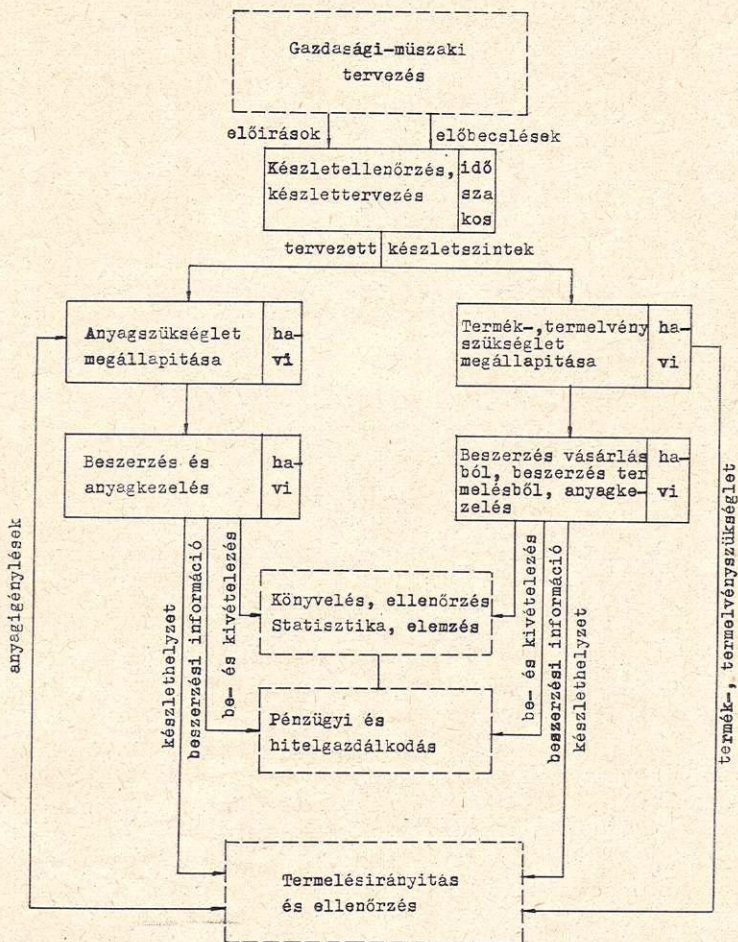 Gazdasági-müszaki
tervezés
előirások
előbecslések
Készletellenőrzés,
készlettervezés
idő
sza
kos
tervezett készletszintek
Anyagszükséglet
megállapitása
ha-
vi
Termék-,termelvény
szükséglet
megállapitása
ha-
vi
Beszerzés és
anyagkezelés
ha-
vi
Beszerzés vásárlás
ból, beszerzés ter
melésből, anyagke-
zelés
ha-
vi
anyagigénylések
készlethelyzet
beszerzési információ
be- és kivételezés
Könyvelés, ellenőrzés
Statisztika, elemzés
Pénzügyi és
hitelgazdálkodás
be- és kivételezés
beszerzési információ
készlethelyzet
termék-, termelvényszükséglet
Termelésirányitás
és ellenőrzés